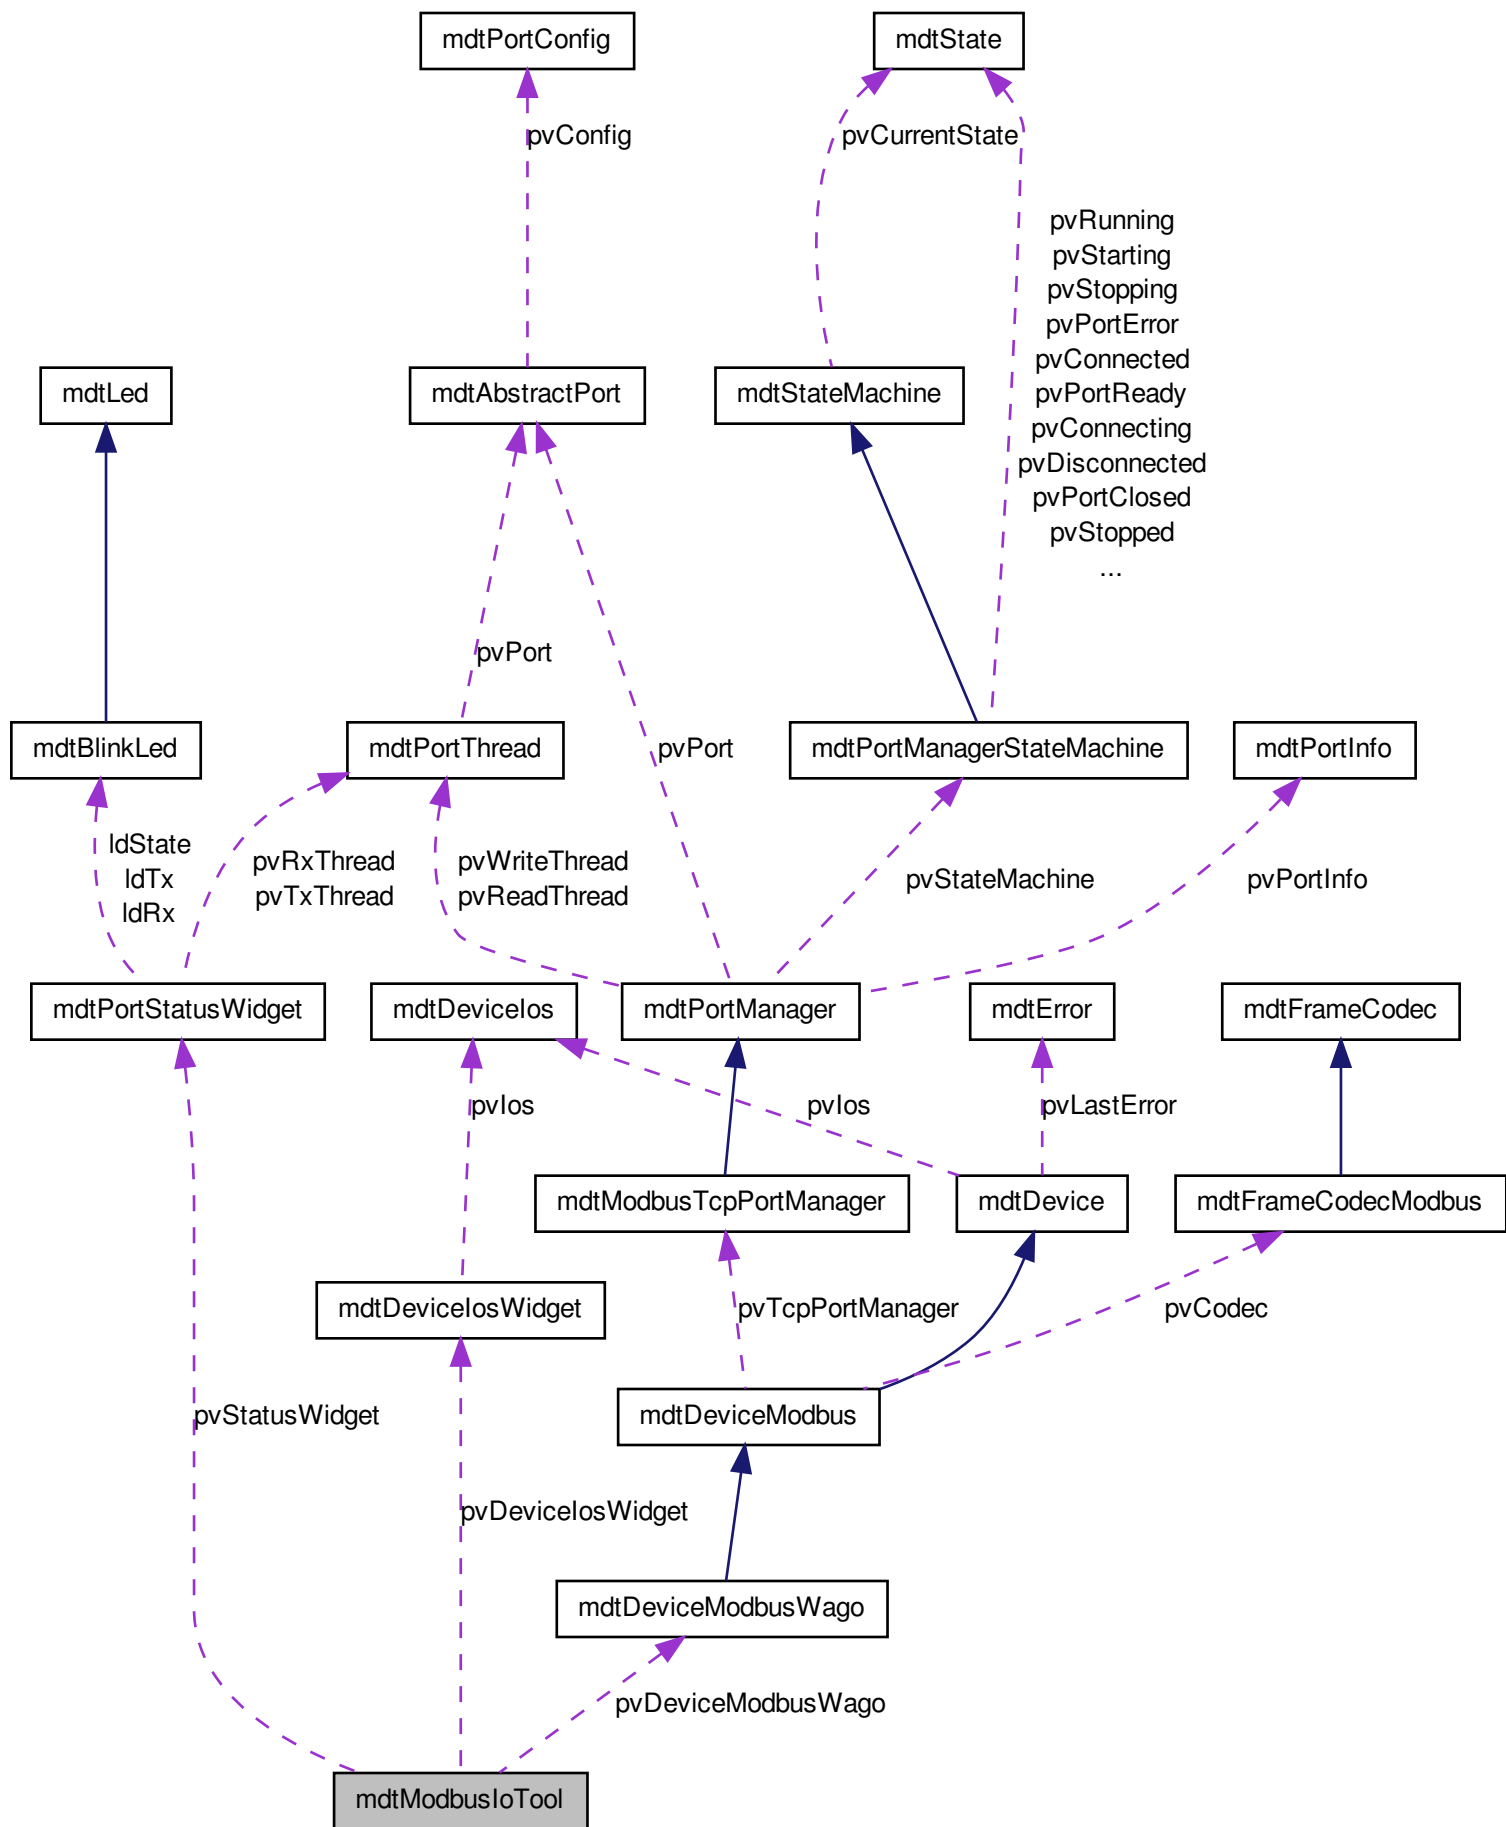 mdtPortConfig
mdtState
pvConfig
pvCurrentState
pvRunning
pvStarting
pvStopping
pvPortError
pvConnected
pvPortReady
pvConnecting
pvDisconnected
pvPortClosed
pvStopped
...
mdtLed
mdtAbstractPort
mdtStateMachine
pvPort
mdtBlinkLed
mdtPortThread
pvPort
mdtPortManagerStateMachine
mdtPortInfo
ldState
ldTx
ldRx
pvRxThread
pvTxThread
pvWriteThread
pvReadThread
pvStateMachine
pvPortInfo
mdtPortStatusWidget
mdtDeviceIos
mdtPortManager
mdtError
mdtFrameCodec
pvIos
pvIos
pvLastError
mdtModbusTcpPortManager
mdtDevice
mdtFrameCodecModbus
mdtDeviceIosWidget
pvTcpPortManager
pvCodec
pvStatusWidget
mdtDeviceModbus
pvDeviceIosWidget
mdtDeviceModbusWago
pvDeviceModbusWago
mdtModbusIoTool